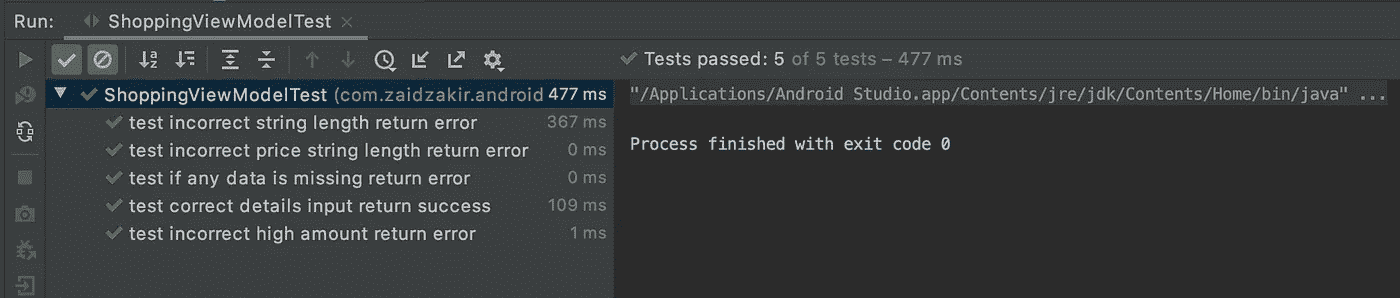 Run: ShoppingViewModelTest
Tests passed: 5 of 5 tests – 477 ms
ShoppingViewModelTest (com.zaidzakir.android 477 ms
test incorrect string length return error 367 ms
test incorrect price string length return error 0 ms
test if any data is missing return error 0 ms
test correct details input return success 109 ms
test incorrect high amount return error 1 ms
"/Applications/Android Studio.app/Contents/jre/jdk/Contents/Home/bin/java" ...
Process finished with exit code 0